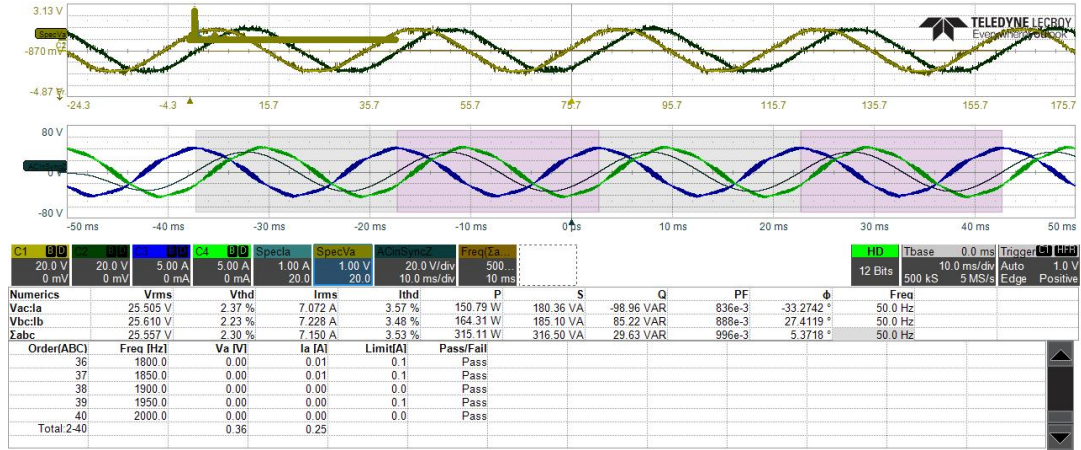 3.13 V
TELEDYNE LECROY
SpecVa
C2
-870 mV
-4.87 V
-24.3 -4.3 15.7 35.7 55.7 75.7 95.7 115.7 135.7 155.7 175.7
80 V
ACinSyncZ
0 V
-80 V
-50 ms -40 ms -30 ms -20 ms -10 ms 0 µs 10 ms 20 ms 30 ms 40 ms 50 ms
C1 B D C2 B D C3 B D C4 B D SpecIa SpecVa ACinSyncZ Freq(Σa... HD Tbase 0.0 ms Trigger C1 HFR
20.0 V 20.0 V 5.00 A 5.00 A 1.00 A 1.00 V 20.0 V/div 500... 12 Bits 10.0 ms/div Auto 1.0 V
0 mV 0 mV 0 mA 0 mA 20.0 20.0 10.0 ms/div 10 ms 500 kS 5 MS/s Edge Positive
Numerics Vrms Vthd Irms Ithd P S Q PF ϕ Freq
Vac:Ia 25.505 V 2.37 % 7.072 A 3.57 % 150.79 W 180.36 VA -98.96 VAR 836e-3 -33.2742 ° 50.0 Hz
Vbc:Ib 25.610 V 2.23 % 7.228 A 3.48 % 164.31 W 185.10 VA 85.22 VAR 888e-3 27.4119 ° 50.0 Hz
Σabc 25.557 V 2.30 % 7.150 A 3.53 % 315.11 W 316.50 VA 29.63 VAR 996e-3 5.3718 ° 50.0 Hz
Order(ABC) Freq [Hz] Va [V] Ia [A] Limit[A] Pass/Fail
36 1800.0 0.00 0.01 0.1 Pass
37 1850.0 0.00 0.01 0.1 Pass
38 1900.0 0.00 0.00 0.0 Pass
39 1950.0 0.00 0.00 0.1 Pass
40 2000.0 0.00 0.00 0.0 Pass
Total:2-40 0.36 0.25